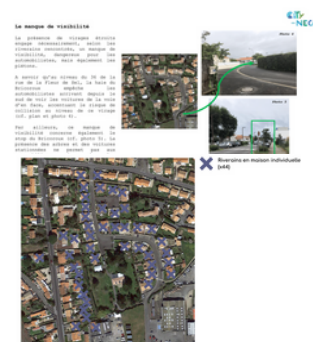 CITY
NEO
Le manque de visibilité
La présence de virages étroits
engage nécessairement, selon les
riverains rencontrés, un manque de
visibilité, dangereux pour les
automobilistes, mais également les
piétons.
A savoir qu'au niveau du 36 de la
rue de la Fleur de Sel, la haie du
empêche les
automobilistes arrivant depuis le
sud de voir les voitures de la voie
d'en face, accentuant le risque de
collision au niveau de ce virage
(cf. plan et photo 4).
Par ailleurs, ce manque de
visibilité concerne également le
stop du (cf. photo 5). La
présence des arbres et des voitures
stationnées ne permet pas aux
Photo 4
Photo 5
Riverains en maison individuelle
(x44)